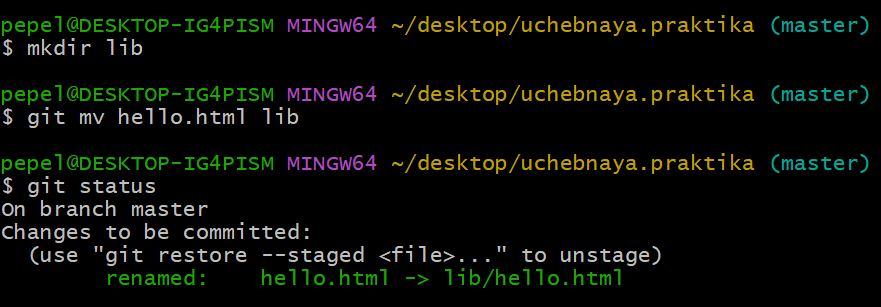 pepel@DESKTOP-IG4PISM MINGW64 ~/desktop/uchebnaya.praktika (master)
$ mkdir lib
pepel@DESKTOP-IG4PISM MINGW64 ~/desktop/uchebnaya.praktika (master)
$ git mv hello.html lib
pepel@DESKTOP-IG4PISM MINGW64 ~/desktop/uchebnaya.praktika (master)
$ git status
On branch master
Changes to be committed:
  (use "git restore --staged <file>..." to unstage)
        renamed:    hello.html -> lib/hello.html